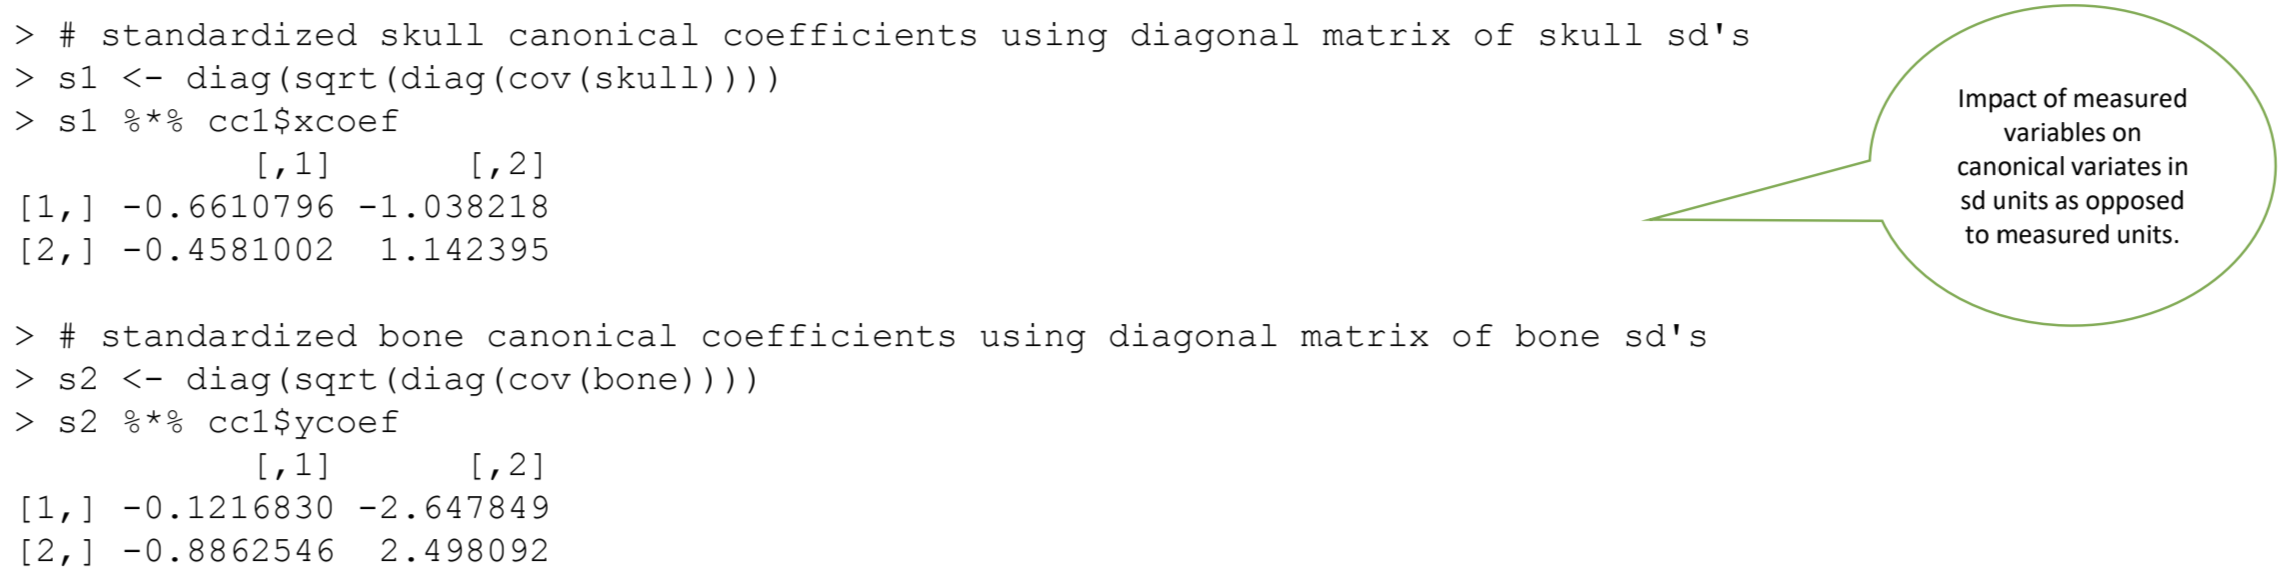 > # standardized skull canonical coefficients using diagonal matrix of skull sd's
> s1 <- diag(sqrt(diag(cov(skull))))
> s1 %*% cc1$xcoef
           [,1]      [,2]
[1,] -0.6610796 -1.038218
[2,] -0.4581002  1.142395
> # standardized bone canonical coefficients using diagonal matrix of bone sd's
> s2 <- diag(sqrt(diag(cov(bone))))
> s2 %*% cc1$ycoef
           [,1]      [,2]
[1,] -0.1216830 -2.647849
[2,] -0.8862546  2.498092
Impact of measured
variables on
canonical variates in
sd units as opposed
to measured units.